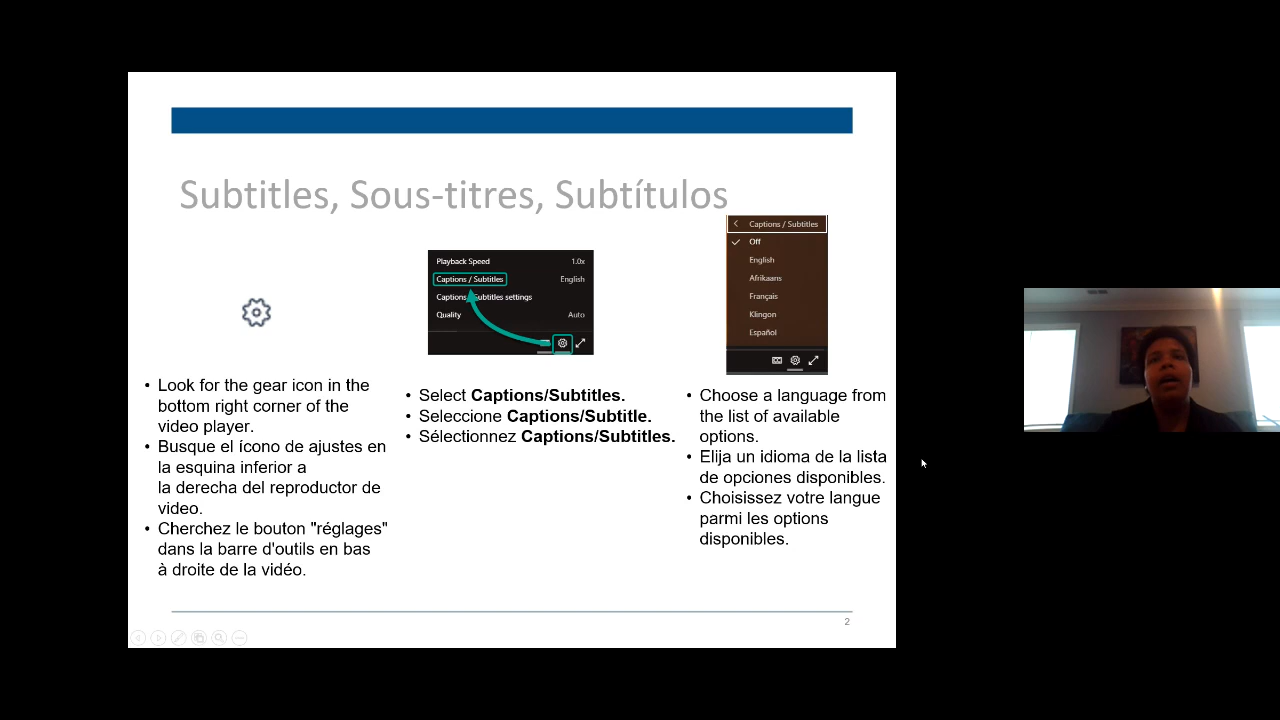 Subtitles, Sous-titres, Subtítulos
Playback Speed 1.0x
Captions / Subtitles English
Captions / Subtitles settings
Quality Auto
Captions / Subtitles
Off
English
Afrikaans
Français
Klingon
Español
• Look for the gear icon in the
bottom right corner of the
video player.
• Busque el ícono de ajustes en
la esquina inferior a
la derecha del reproductor de
video.
• Cherchez le bouton "réglages"
dans la barre d'outils en bas
à droite de la vidéo.
• Select Captions/Subtitles.
• Seleccione Captions/Subtitle.
• Sélectionnez Captions/Subtitles.
• Choose a language from
the list of available
options.
• Elija un idioma de la lista
de opciones disponibles.
• Choisissez votre langue
parmi les options
disponibles.
2